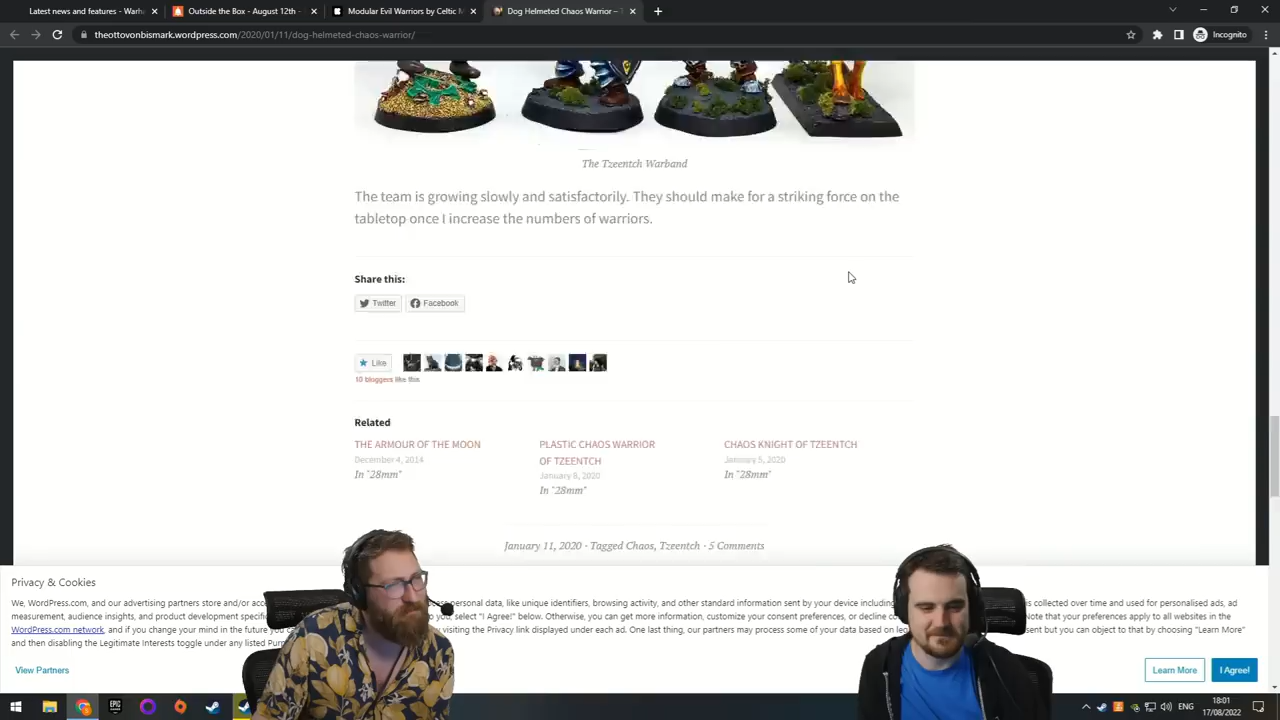 Latest news and features - Warh
Outside the Box - August 12th -
Modular Evil Warriors by Celtic M
Dog Helmeted Chaos Warrior –
theottovonbismark.wordpress.com/2020/01/11/dog-helmeted-chaos-warrior/
Incognito
The Tzeentch Warband
The team is growing slowly and satisfactorily. They should make for a striking force on the
tabletop once I increase the numbers of warriors.
Share this:
Twitter
Facebook
Like
10 bloggers like this.
Related
THE ARMOUR OF THE MOON
December 4, 2014
In "28mm"
PLASTIC CHAOS WARRIOR
OF TZEENTCH
January 8, 2020
In "28mm"
CHAOS KNIGHT OF TZEENTCH
January 5, 2020
In "28mm"
January 11, 2020 · Tagged Chaos, Tzeentch · 5 Comments
Privacy & Cookies
We, WordPress.com, and our advertising partners store and/or personal data, like unique identifiers, browsing activity, and other standard information sent by your device including is collected over time and used for personalised ads, ad
measurement, audience insights, and product development to you, select "I Agree!" below. Otherwise, you can get more information, customize your consent preferences, or decline Note that your preferences apply to all websites in the
WordPress.com network, and if you change your mind in the future you visiting the Privacy link displayed under each ad. One last thing, our partners may process some of your data based on but you can object to that by choosing "Learn More"
and then disabling the Legitimate Interests toggle under any listed
View Partners
Learn More
I Agree!
EPIC
ENG
18:01
17/08/2022